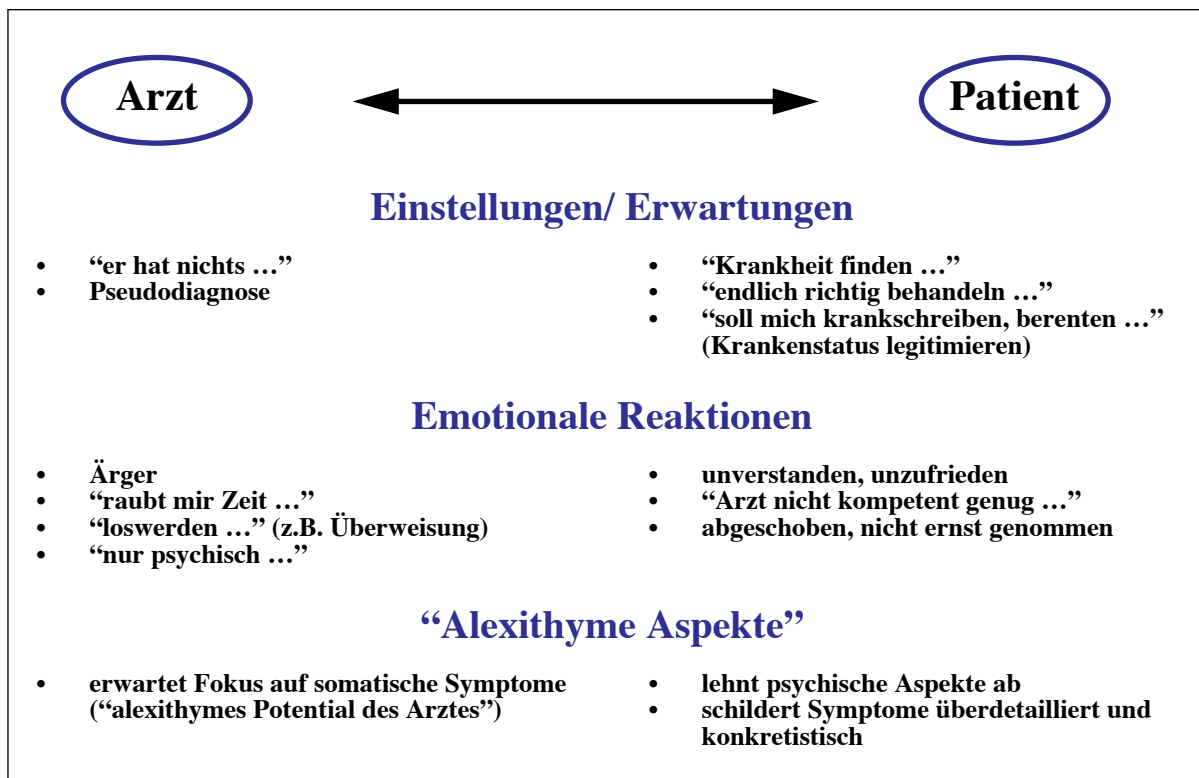 Arzt
Patient
Einstellungen/ Erwartungen
• “er hat nichts …”
• Pseudodiagnose
• “Krankheit finden …”
• “endlich richtig behandeln …”
• “soll mich krankschreiben, berenten …”
(Krankenstatus legitimieren)
Emotionale Reaktionen
• Ärger
• “raubt mir Zeit …”
• “loswerden …” (z.B. Überweisung)
• “nur psychisch …”
• unverstanden, unzufrieden
• “Arzt nicht kompetent genug …”
• abgeschoben, nicht ernst genommen
“Alexithyme Aspekte”
• erwartet Fokus auf somatische Symptome
(“alexithymes Potential des Arztes”)
• lehnt psychische Aspekte ab
• schildert Symptome überdetailliert und
konkretistisch